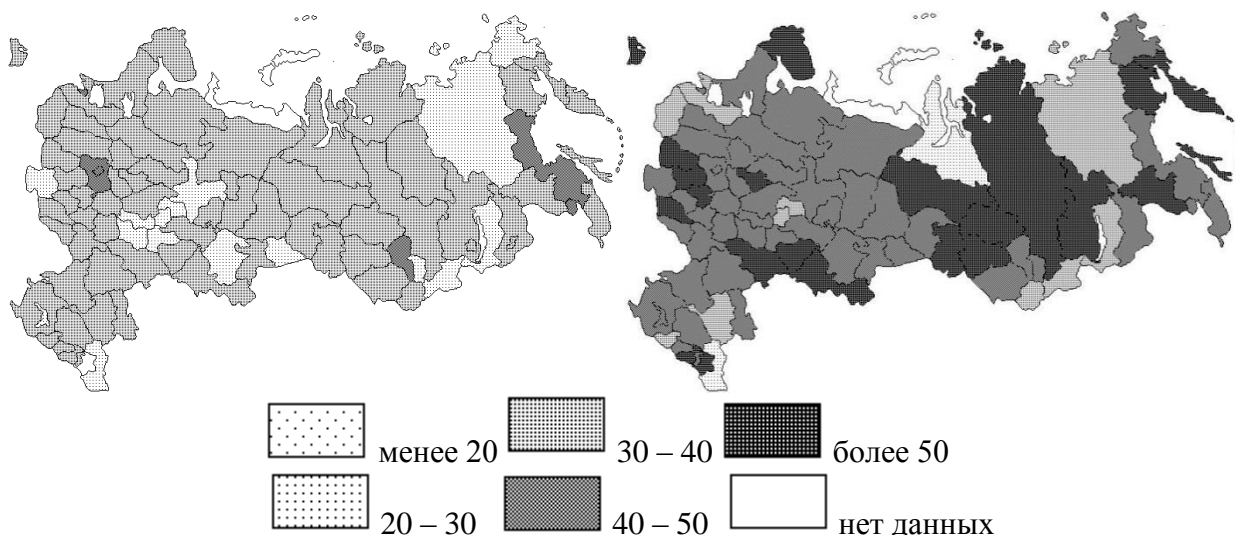 менее 20 30 – 40 более 50
20 – 30 40 – 50 нет данных